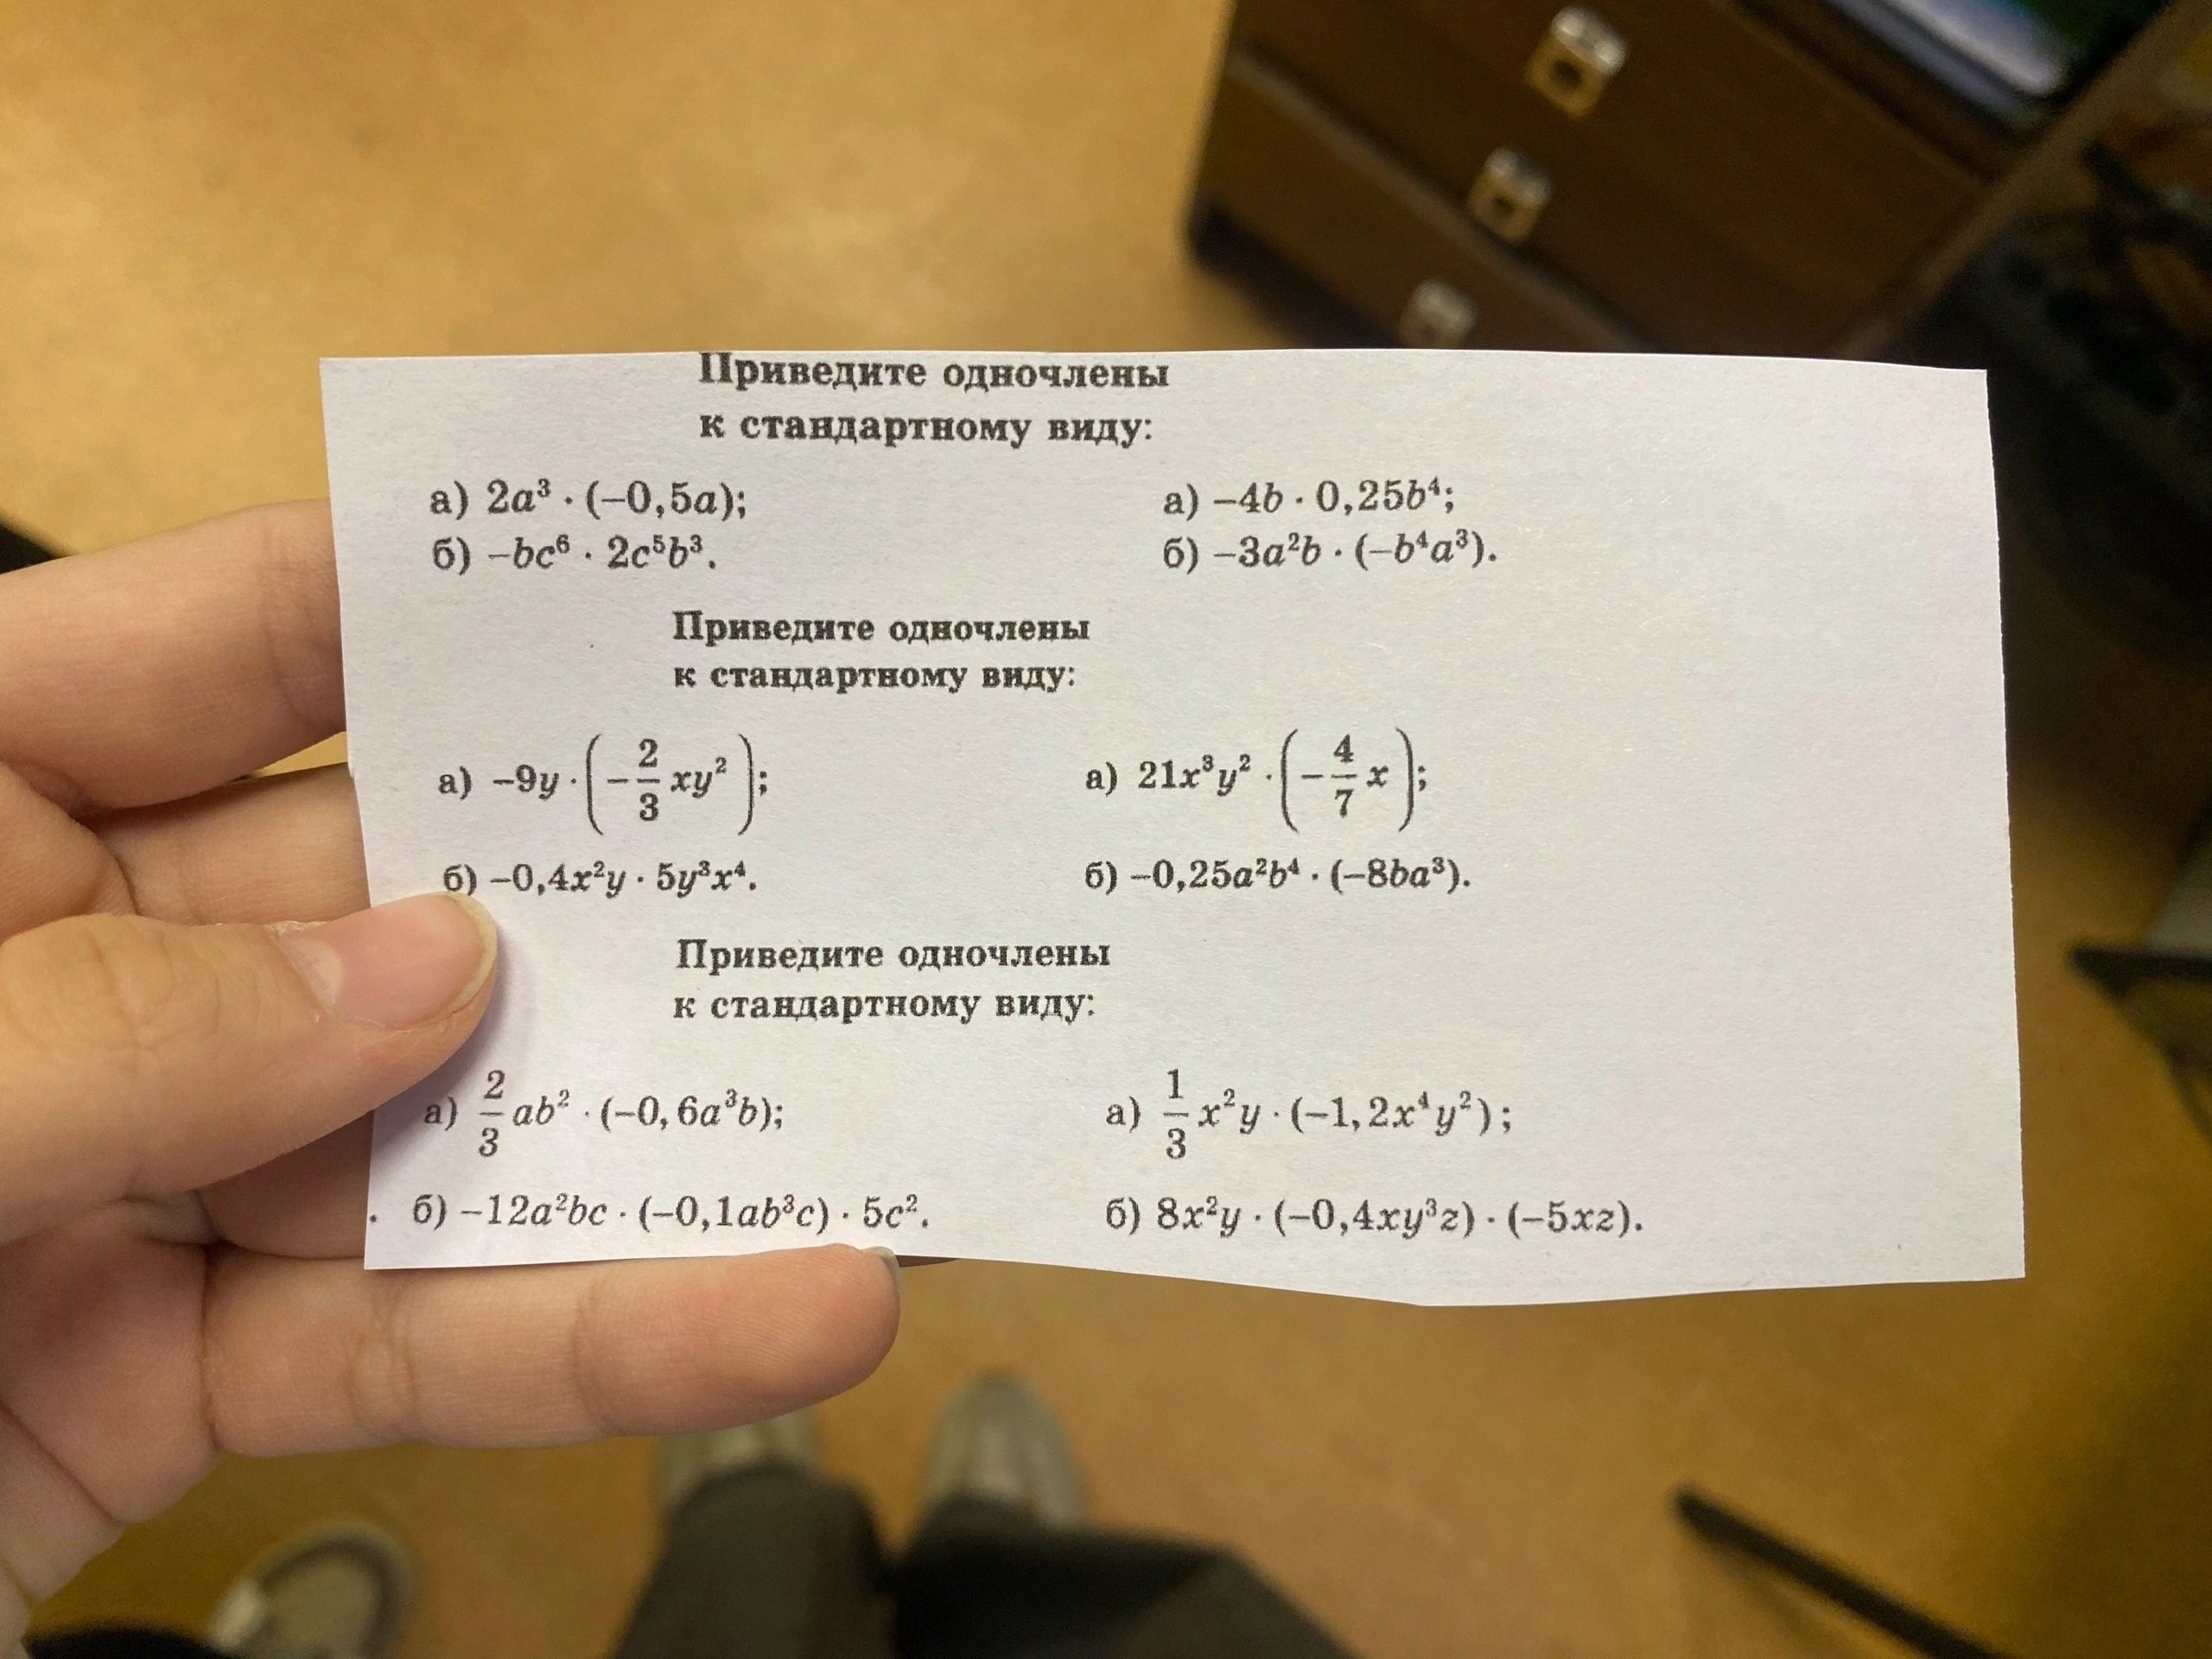 Приведите одночлены
к стандартному виду:
а) 2a³ · (–0,5a); а) –4b · 0,25b⁴;
б) –bc⁶ · 2c⁵b³. б) –3a²b · (–b⁴a³).
Приведите одночлены
к стандартному виду:
а) –9y · (–2/3 xy²); а) 21x³y² · (–4/7 x);
б) –0,4x²y · 5y³x⁴. б) –0,25a²b⁴ · (–8ba³).
Приведите одночлены
к стандартному виду:
а) 2/3 ab² · (–0,6a³b); а) 1/3 x²y · (–1,2x⁴y²);
. б) –12a²bc · (–0,1ab³c) · 5c². б) 8x²y · (–0,4xy³z) · (–5xz).